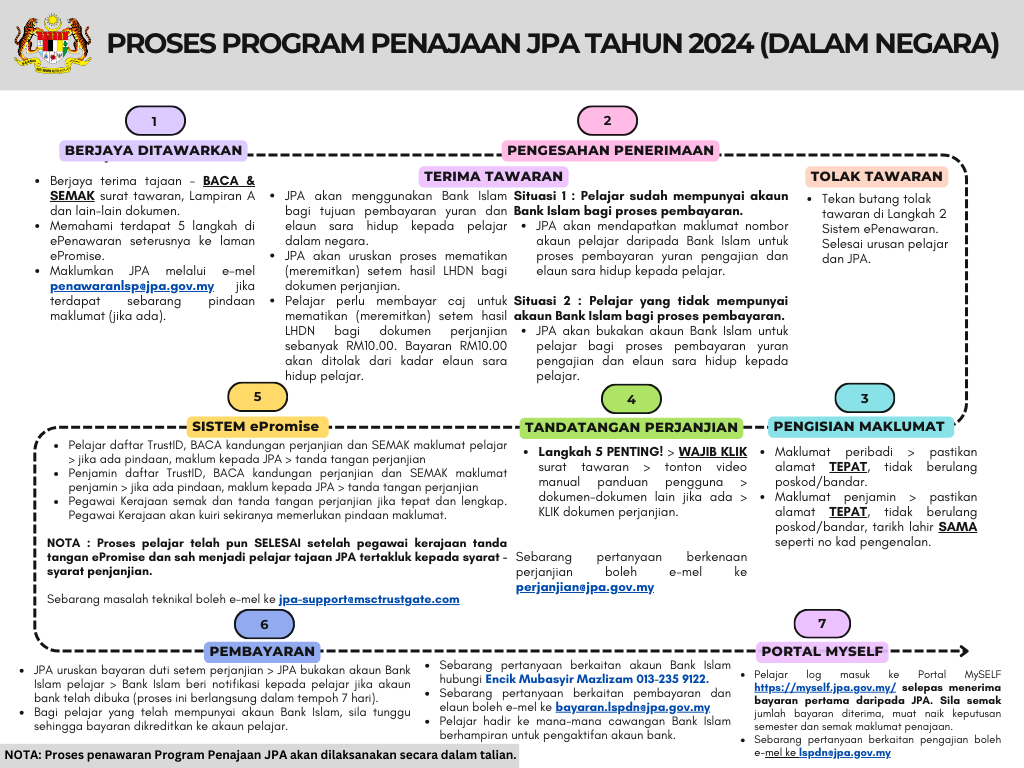 PROSES PROGRAM PENAJAAN JPA TAHUN 2024 (DALAM NEGARA)
1
BERJAYA DITAWARKAN
• Berjaya terima tajaan - BACA &
SEMAK surat tawaran, Lampiran A
dan lain-lain dokumen.
• Memahami terdapat 5 langkah di
ePenawaran seterusnya ke laman
ePromise.
• Maklumkan JPA melalui e-mel
penawaranlsp@jpa.gov.my jika
terdapat sebarang pindaan
maklumat (jika ada).
2
PENGESAHAN PENERIMAAN
TERIMA TAWARAN
• JPA akan menggunakan Bank Islam
bagi tujuan pembayaran yuran dan
elaun sara hidup kepada pelajar
dalam negara.
• JPA akan uruskan proses mematikan
(meremitkan) setem hasil LHDN bagi
dokumen perjanjian.
• Pelajar perlu membayar caj untuk
mematikan (meremitkan) setem hasil
LHDN bagi dokumen perjanjian
sebanyak RM10.00. Bayaran RM10.00
akan ditolak dari kadar elaun sara
hidup pelajar.
Situasi 1 : Pelajar sudah mempunyai akaun
Bank Islam bagi proses pembayaran.
• JPA akan mendapatkan maklumat nombor
akaun pelajar daripada Bank Islam untuk
proses pembayaran yuran pengajian dan
elaun sara hidup kepada pelajar.
Situasi 2 : Pelajar yang tidak mempunyai
akaun Bank Islam bagi proses pembayaran.
• JPA akan bukakan akaun Bank Islam untuk
pelajar bagi proses pembayaran yuran
pengajian dan elaun sara hidup kepada
pelajar.
TOLAK TAWARAN
• Tekan butang tolak
tawaran di Langkah 2
Sistem ePenawaran.
Selesai urusan pelajar
dan JPA.
3
PENGISIAN MAKLUMAT
• Maklumat peribadi > pastikan
alamat TEPAT, tidak berulang
poskod/bandar.
• Maklumat penjamin > pastikan
alamat TEPAT, tidak berulang
poskod/bandar, tarikh lahir SAMA
seperti no kad pengenalan.
4
TANDATANGAN PERJANJIAN
• Langkah 5 PENTING! > WAJIB KLIK
surat tawaran > tonton video
manual panduan pengguna >
dokumen-dokumen lain jika ada >
KLIK dokumen perjanjian.
Sebarang pertanyaan berkenaan
perjanjian boleh e-mel ke
perjanjian@jpa.gov.my
5
SISTEM ePromise
• Pelajar daftar TrustID, BACA kandungan perjanjian dan SEMAK maklumat pelajar
> jika ada pindaan, maklum kepada JPA > tanda tangan perjanjian
• Penjamin daftar TrustID, BACA kandungan perjanjian dan SEMAK maklumat
penjamin > jika ada pindaan, maklum kepada JPA > tanda tangan perjanjian
• Pegawai Kerajaan semak dan tanda tangan perjanjian jika tepat dan lengkap.
Pegawai Kerajaan akan kuiri sekiranya memerlukan pindaan maklumat.
NOTA : Proses pelajar telah pun SELESAI setelah pegawai kerajaan tanda
tangan ePromise dan sah menjadi pelajar tajaan JPA tertakluk kepada syarat -
syarat perjanjian.
Sebarang masalah teknikal boleh e-mel ke jpa-support@msctrustgate.com
6
PEMBAYARAN
• JPA uruskan bayaran duti setem perjanjian > JPA bukakan akaun Bank
Islam pelajar > Bank Islam beri notifikasi kepada pelajar jika akaun
bank telah dibuka (proses ini berlangsung dalam tempoh 7 hari).
• Bagi pelajar yang telah mempunyai akaun Bank Islam, sila tunggu
sehingga bayaran dikreditkan ke akaun pelajar.
• Sebarang pertanyaan berkaitan akaun Bank Islam
hubungi Encik Mubasyir Mazlizam 013-235 9122.
• Sebarang pertanyaan berkaitan pembayaran dan
elaun boleh e-mel ke bayaran.lspdn@jpa.gov.my
• Pelajar hadir ke mana-mana cawangan Bank Islam
berhampiran untuk pengaktifan akaun bank.
7
PORTAL MYSELF
• Pelajar log masuk ke Portal MySELF
https://myself.jpa.gov.my/ selepas menerima
bayaran pertama daripada JPA. Sila semak
jumlah bayaran diterima, muat naik keputusan
semester dan semak maklumat penajaan.
• Sebarang pertanyaan berkaitan pengajian boleh
e-mel ke lspdn@jpa.gov.my
NOTA: Proses penawaran Program Penajaan JPA akan dilaksanakan secara dalam talian.